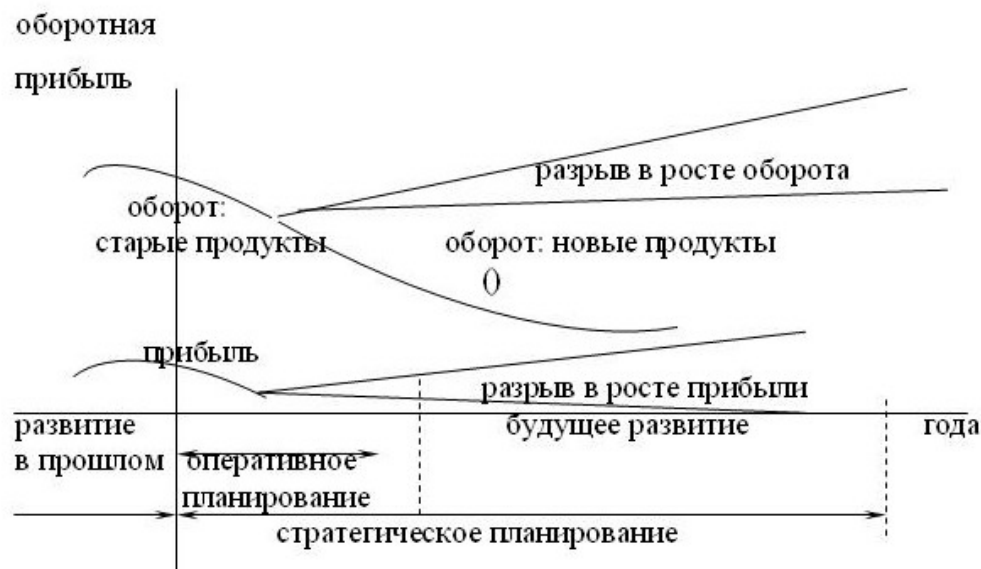 оборотная
прибыль
разрыв в росте оборота
оборот:
старые продукты
оборот: новые продукты
()
прибыль
разрыв в росте прибыли
развитие
в прошлом
будущее развитие
года
оперативное
планирование
стратегическое планирование